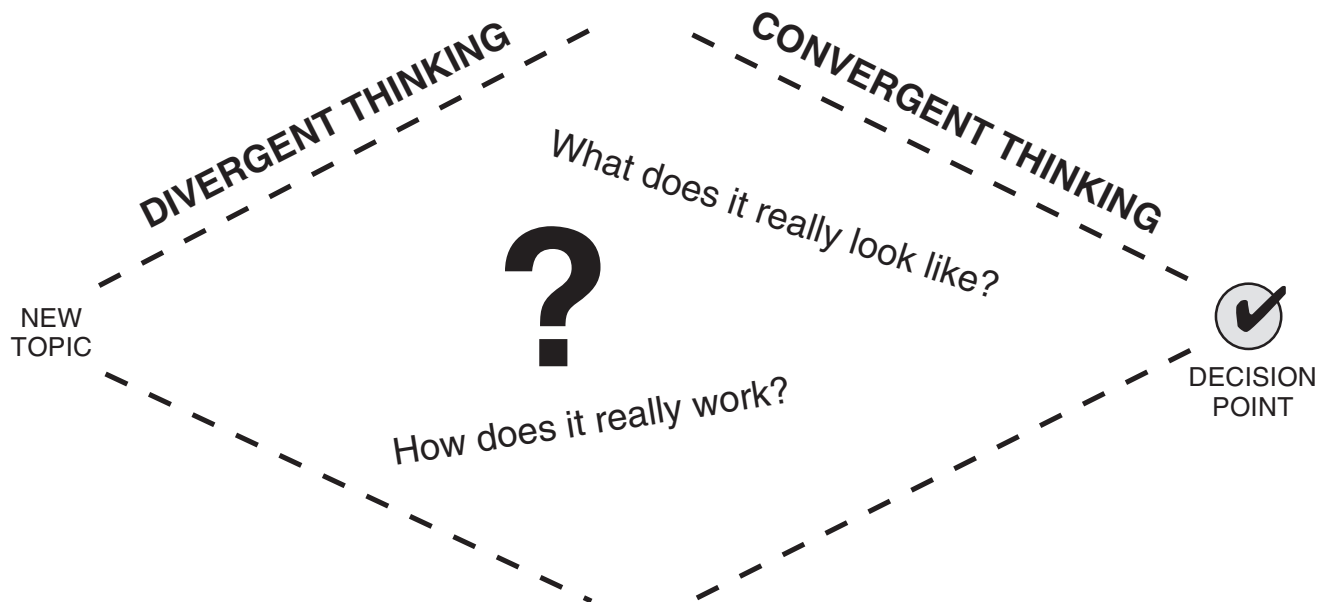 DIVERGENT THINKING
CONVERGENT THINKING
What does it really look like?
?
NEW
TOPIC
How does it really work?
DECISION
POINT